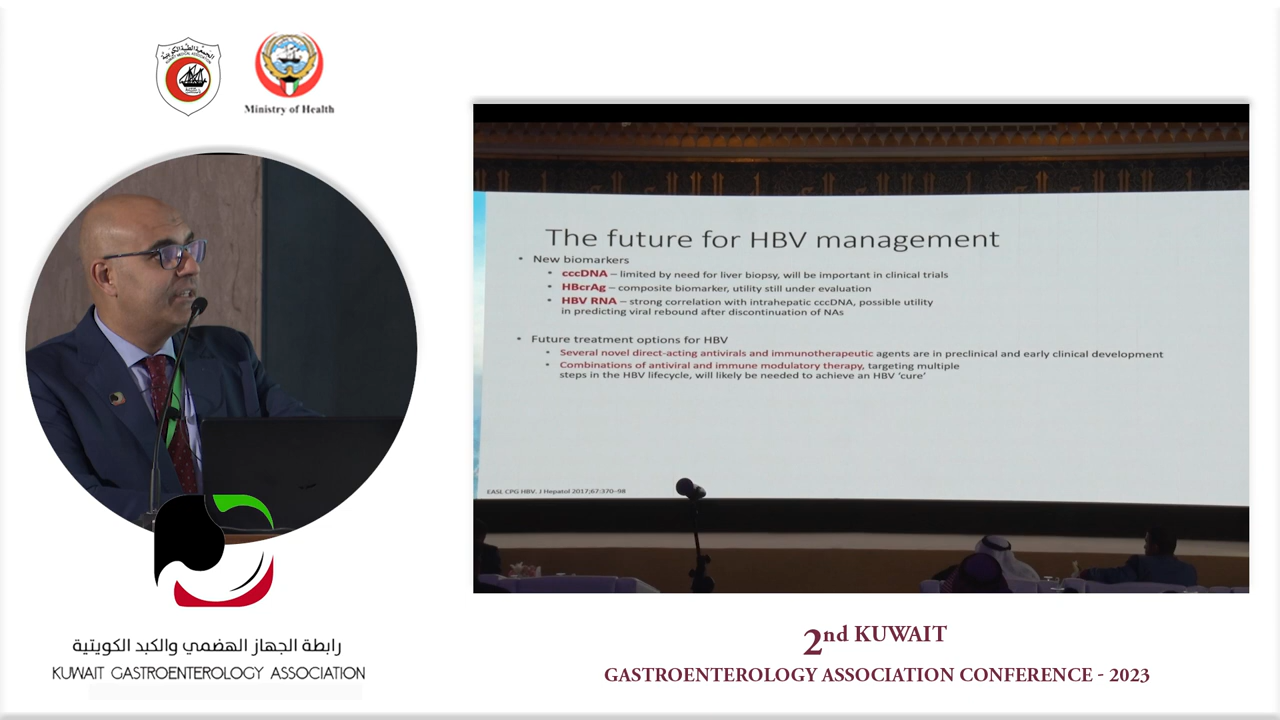 Ministry of Health
The future for HBV management
• New biomarkers
• cccDNA – limited by need for liver biopsy, will be important in clinical trials
• HBcrAg – composite biomarker, utility still under evaluation
• HBV RNA – strong correlation with intrahepatic cccDNA, possible utility
in predicting viral rebound after discontinuation of NAs
• Future treatment options for HBV
• Several novel direct-acting antivirals and immunotherapeutic agents are in preclinical and early clinical development
• Combinations of antiviral and immune modulatory therapy, targeting multiple
steps in the HBV lifecycle, will likely be needed to achieve an HBV ‘cure’
EASL CPG HBV. J Hepatol 2017;67:370–98
رابطة الجهاز الهضمي والكبد الكويتية
KUWAIT GASTROENTEROLOGY ASSOCIATION
2nd KUWAIT
GASTROENTEROLOGY ASSOCIATION CONFERENCE - 2023